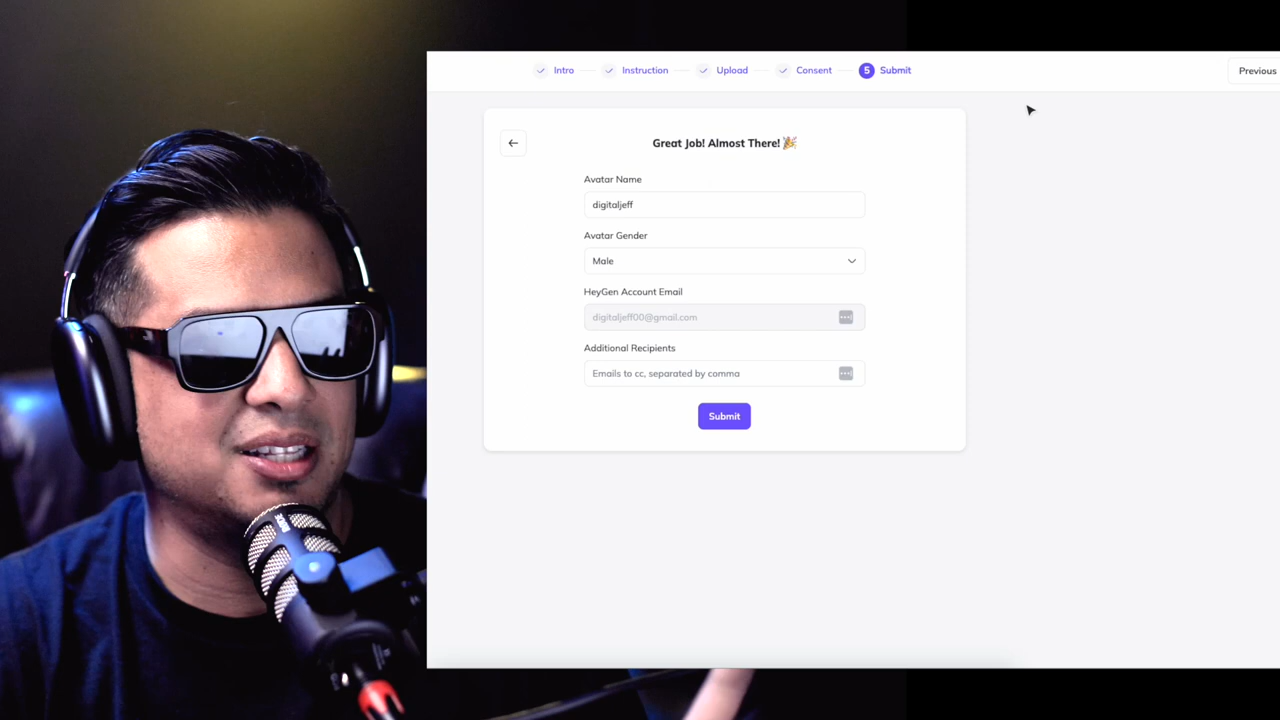 Intro
Instruction
Upload
Consent
5 Submit
Previous
Great Job! Almost There! 🎉
Avatar Name
digitaljeff
Avatar Gender
Male
HeyGen Account Email
digitaljeff00@gmail.com
Additional Recipients
Emails to cc, separated by comma
Submit